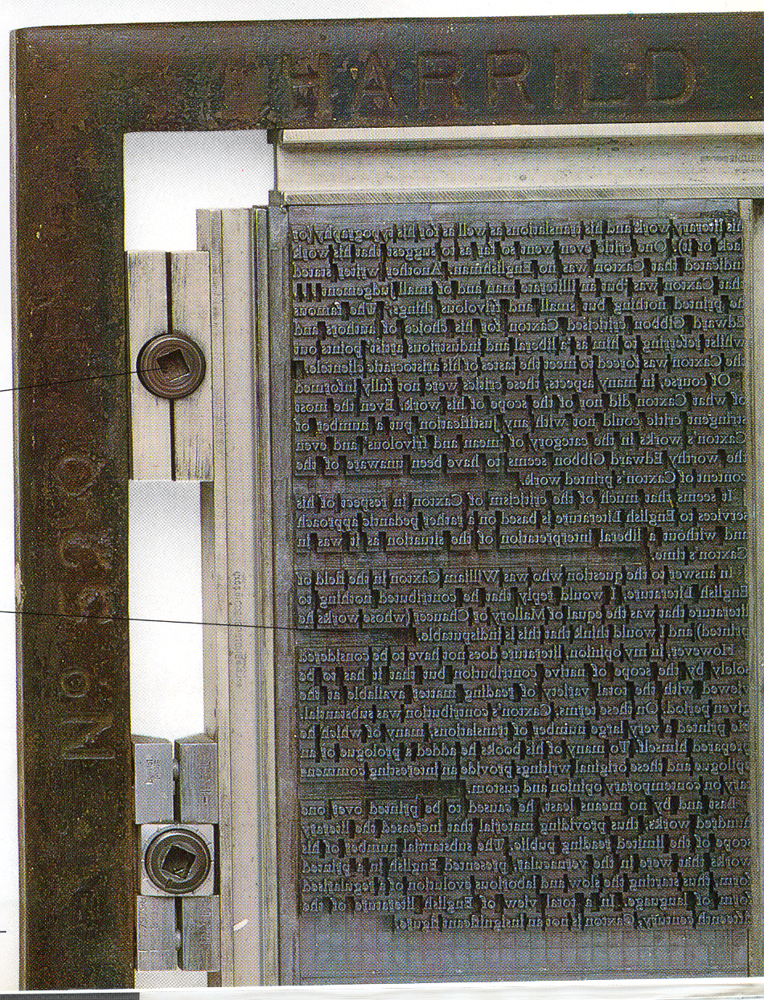 HARRILD
No
his literary work and his translations as well as for his typography (for
lack of it)! One critic even went so far as to suggest that his work
indicated that Caxton was no Englishman. Another writer stated
that Caxton was but an illiterate man and of small judgement
he printed nothing but small and frivolous things. The famous
Edward Gibbon criticised Caxton for his choice of authors and
whilst referring to him as a liberal and industrious artist points out
the Caxton was forced to meet the tastes of his aristocratic clientele.
Of course in many aspects these critics were not fully informed
of what Caxton did nor of the scope of his work. Even the most
stringent critic could not with any justification put a number of
Caxton's works in the category of mean and frivolous and even
the worthy Edward Gibbon seems to have been unaware of the
content of Caxton's printed work.
It seems that much of the criticism of Caxton in respect of his
services to English Literature is based on a rather pedantic approach
and without a liberal interpretation of the situation as it was in
Caxton's time.
In answer to the question who was William Caxton in the field of
English Literature I would reply that he contributed nothing to
literature that was the equal of Mallory or Chaucer (whose works he
printed) and I would think that this is indisputable.
However, in my opinion, literature does not have to be considered
solely by the scope of native contribution but that it has to be
viewed with the total variety of reading matter available at the
given period. On these terms, Caxton's contribution was substantial.
He printed a very large number of translations, many of which he
prepared himself. To many of his books he added a prologue or an
epilogue and these original writings provide an interesting commen
tary on contemporary opinion and custom.
Last and by no means least, he caused to be printed over one
hundred works, thus providing material that increased the literary
scope of the limited reading public. The substantial number of his
works that were in the vernacular, presented English in a printed
form, thus starting the slow and laborious evolution of a regularised
form of language. In a total view of English literature of the
fifteenth century, Caxton is not an insignificant figure.